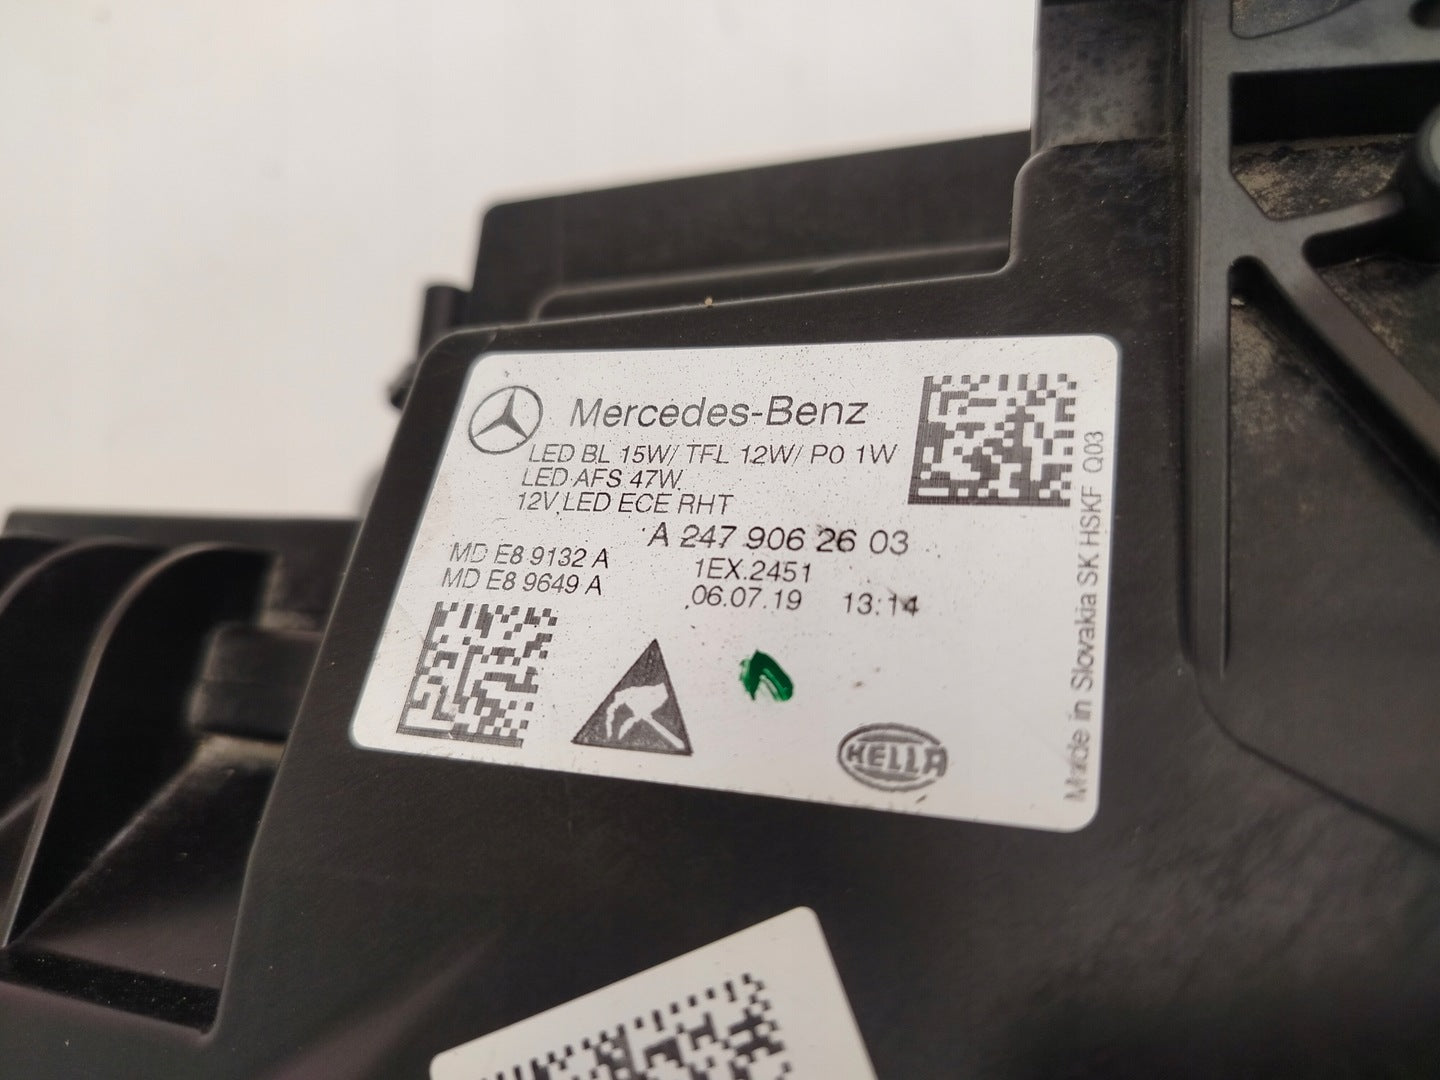 Mercedes-Benz
LED BL 15W/ TFL 12W/ PO 1W
LED AFS 47W
12V LED ECE RHT
A 247 906 26 03
MD E8 9132 A
1EX.2451
MD E8 9649 A
06.07.19 13:14
HELLA
Made in Slovakia SK HSKF Q03